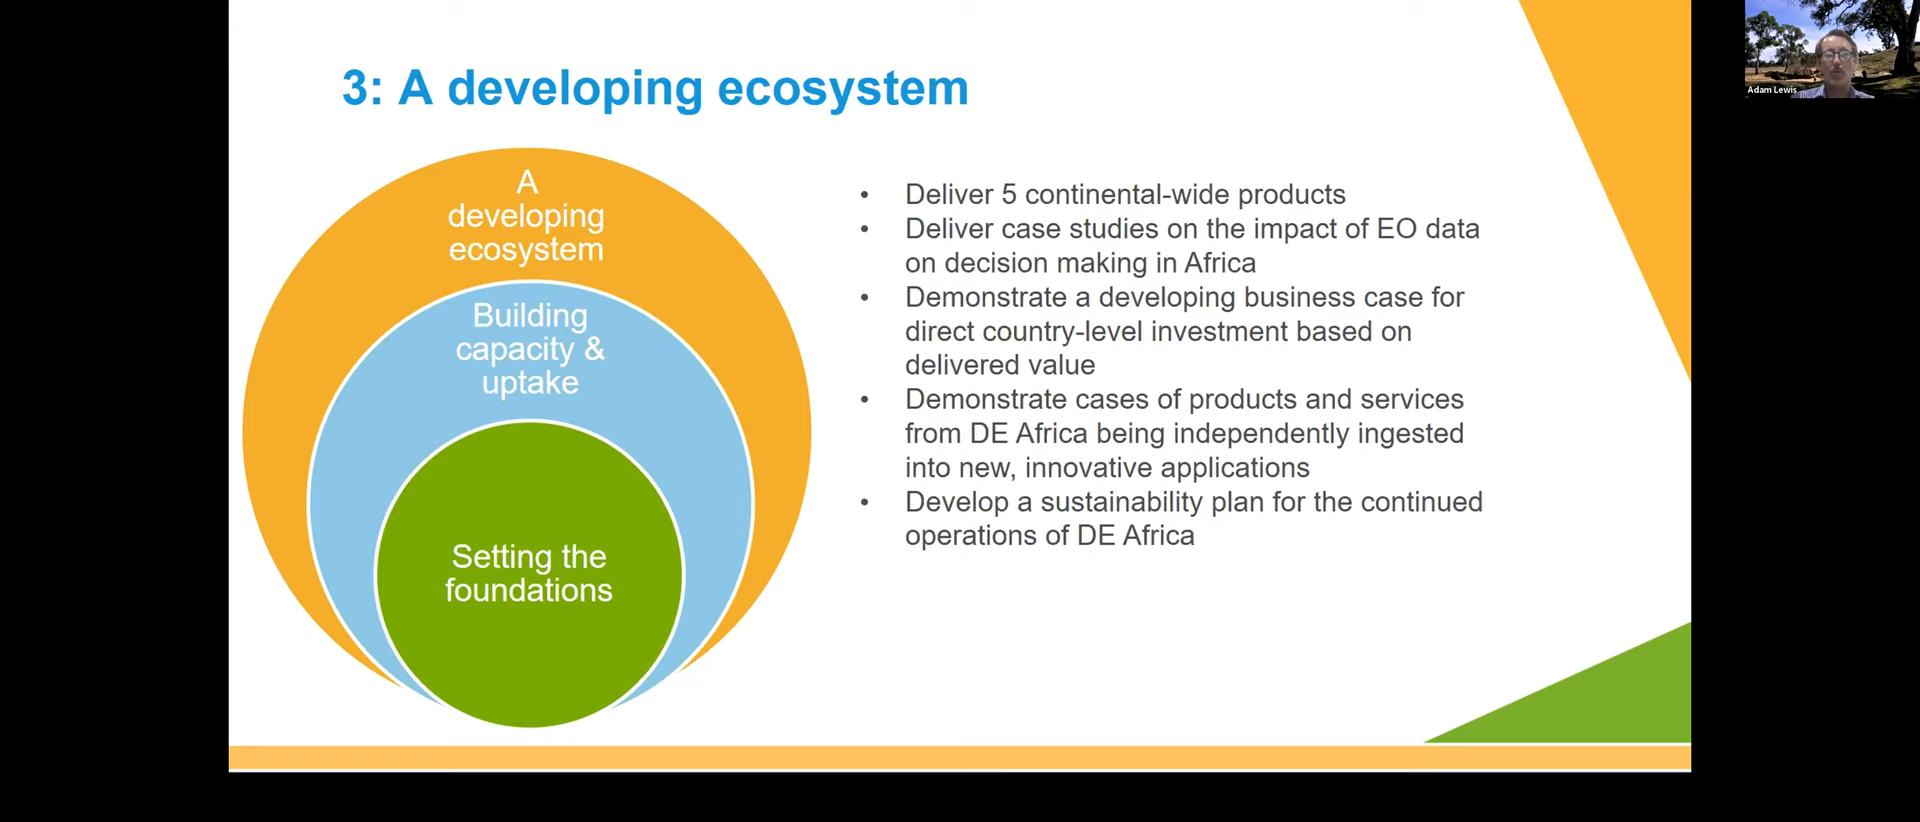 3: A developing ecosystem
A
developing
ecosystem
Building
capacity &
uptake
Setting the
foundations
• Deliver 5 continental-wide products
• Deliver case studies on the impact of EO data
on decision making in Africa
• Demonstrate a developing business case for
direct country-level investment based on
delivered value
• Demonstrate cases of products and services
from DE Africa being independently ingested
into new, innovative applications
• Develop a sustainability plan for the continued
operations of DE Africa
Adam Lewis